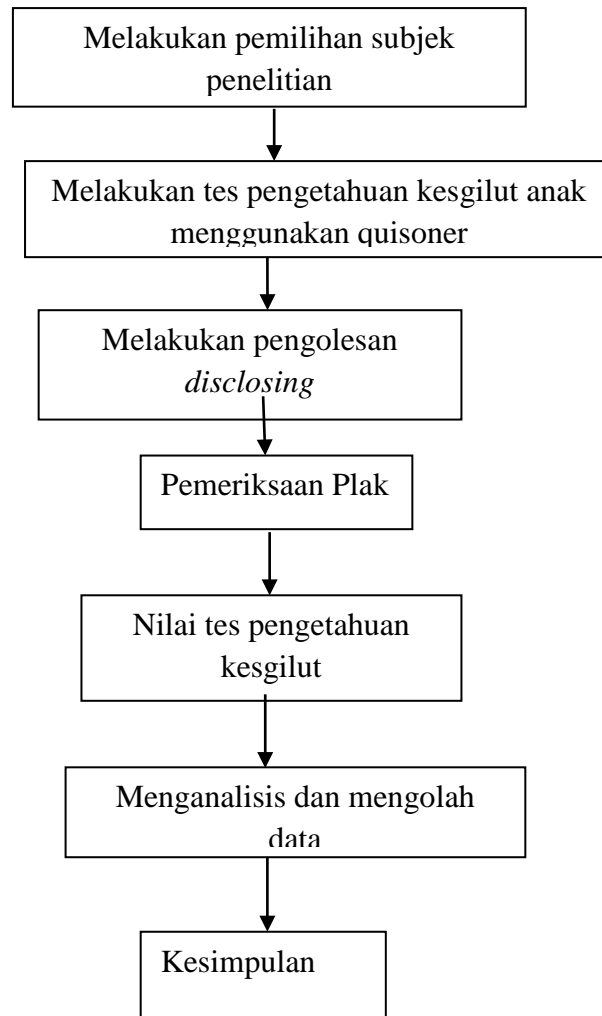 Melakukan pemilihan subjek
penelitian
Melakukan tes pengetahuan kesgilut anak
menggunakan quisoner
Melakukan pengolesan
disclosing
Pemeriksaan Plak
Nilai tes pengetahuan
kesgilut
Menganalisis dan mengolah
data
Kesimpulan